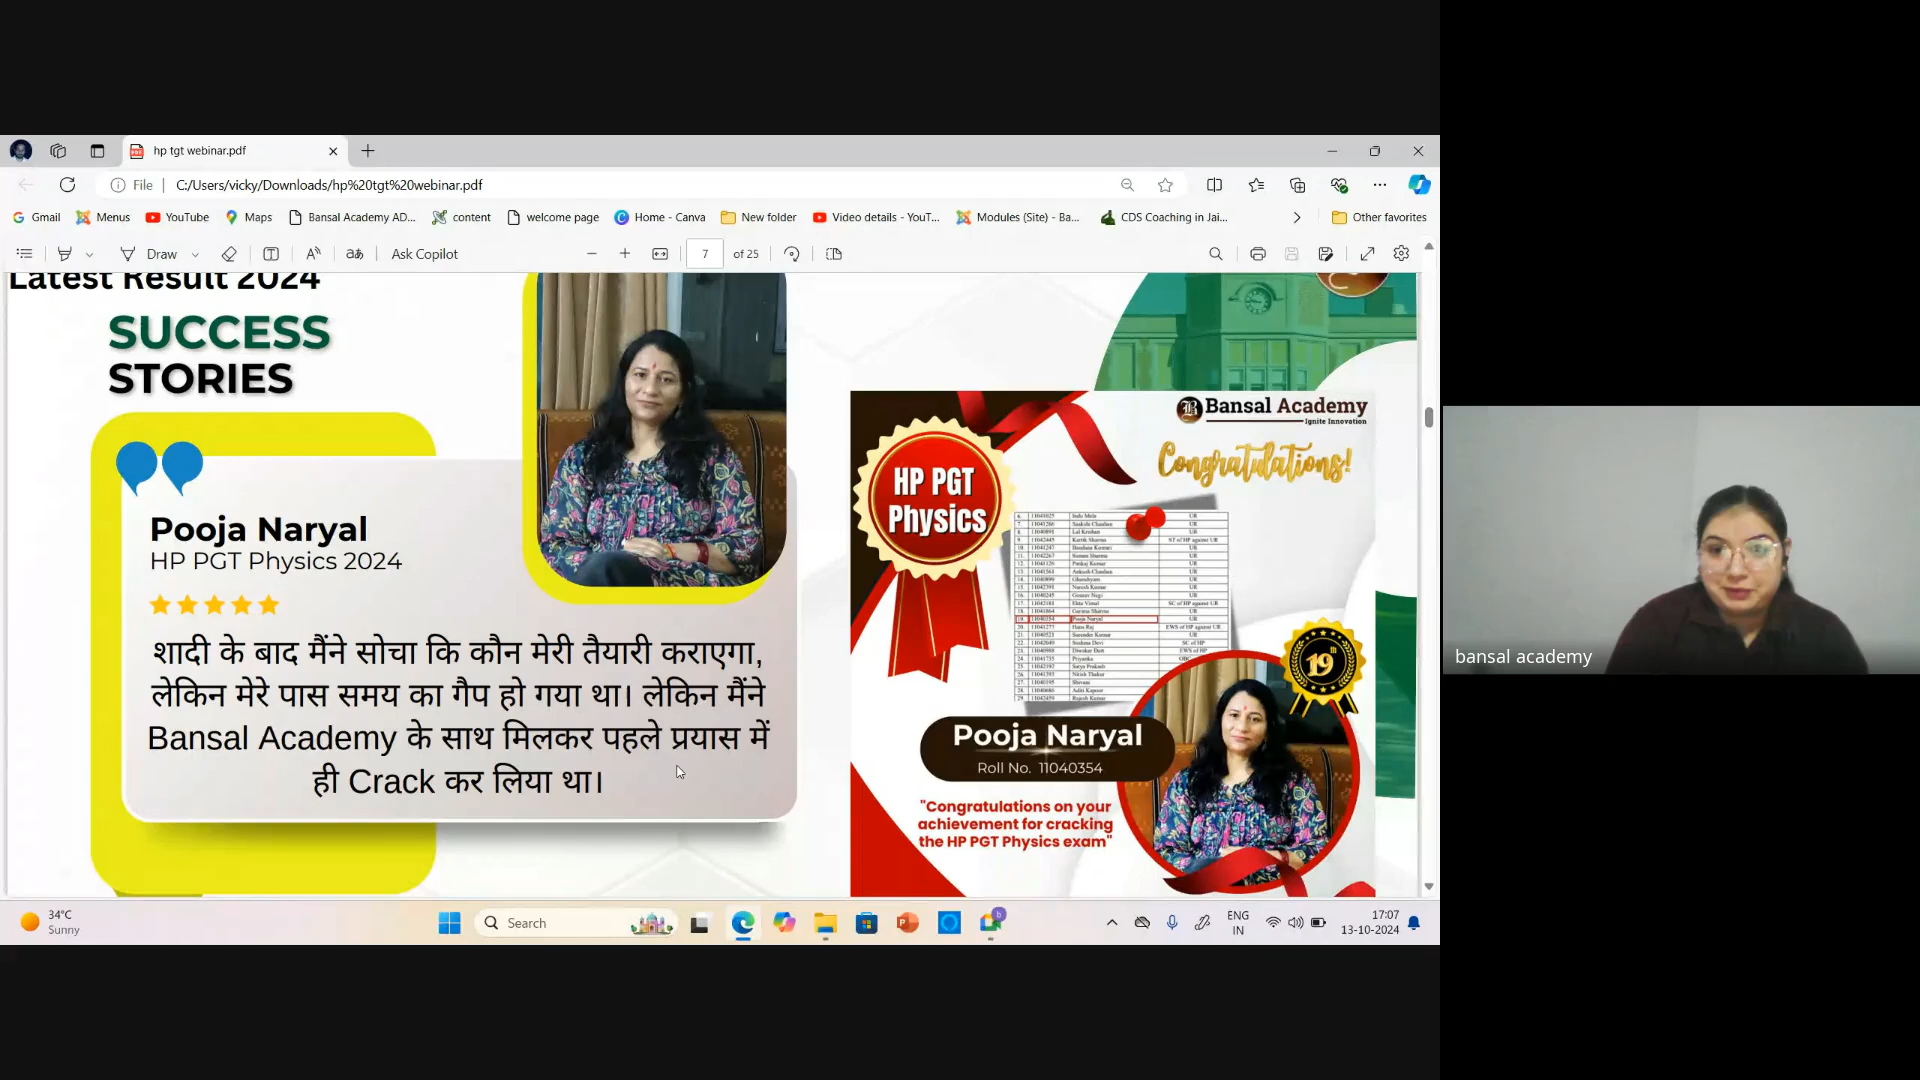 hp tgt webinar.pdf
File
C:/Users/vicky/Downloads/hp%20tgt%20webinar.pdf
Gmail
Menus
YouTube
Maps
Bansal Academy AD...
content
welcome page
Home - Canva
New folder
Video details - YouT...
Modules (Site) - Ba...
CDS Coaching in Jai...
Other favorites
Draw
Ask Copilot
7
of 25
Latest Result 2024
SUCCESS
STORIES
Pooja Naryal
HP PGT Physics 2024
शादी के बाद मैंने सोचा कि कौन मेरी तैयारी कराएगा,
लेकिन मेरे पास समय का गैप हो गया था। लेकिन मैंने
Bansal Academy के साथ मिलकर पहले प्रयास में
ही Crack कर लिया था।
Bansal Academy
Ignite Innovation
Congratulations!
HP PGT
Physics
19th
Pooja Naryal
Roll No. 11040354
"Congratulations on your
achievement for cracking
the HP PGT Physics exam"
bansal academy
34°C
Sunny
Search
ENG
IN
17:07
13-10-2024